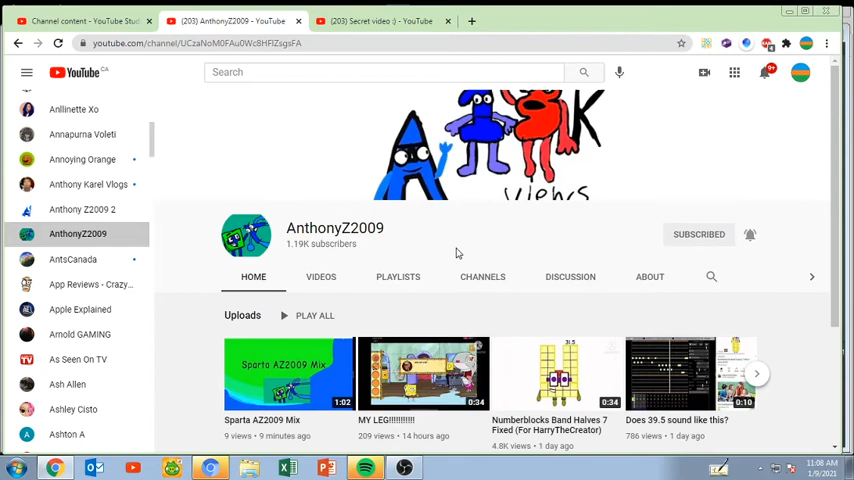 Channel content - YouTube Stud
(203) AnthonyZ2009 - YouTube
(203) Secret video :) - YouTube
youtube.com/channel/UCzaNoM0FAu0Wc8HFlZsgsFA
YouTube CA
Search
9+
Anllinette Xo
Annapurna Voleti
Annoying Orange
Anthony Karel Vlogs
Anthony Z2009 2
AnthonyZ2009
AntsCanada
App Reviews - Crazy...
Apple Explained
Arnold GAMING
As Seen On TV
Ash Allen
Ashley Cisto
Ashton A
K
views
AnthonyZ2009
1.19K subscribers
SUBSCRIBED
HOME VIDEOS PLAYLISTS CHANNELS DISCUSSION ABOUT
Uploads PLAY ALL
Sparta AZ2009 Mix
1:02
0:34
31.5
0:34
0:10
Sparta AZ2009 Mix
9 views • 9 minutes ago
MY LEG!!!!!!!!!!!
209 views • 14 hours ago
Numberblocks Band Halves 7
Fixed (For HarryTheCreator)
4.8K views • 1 day ago
Does 39.5 sound like this?
786 views • 1 day ago
11:08 AM
1/9/2021